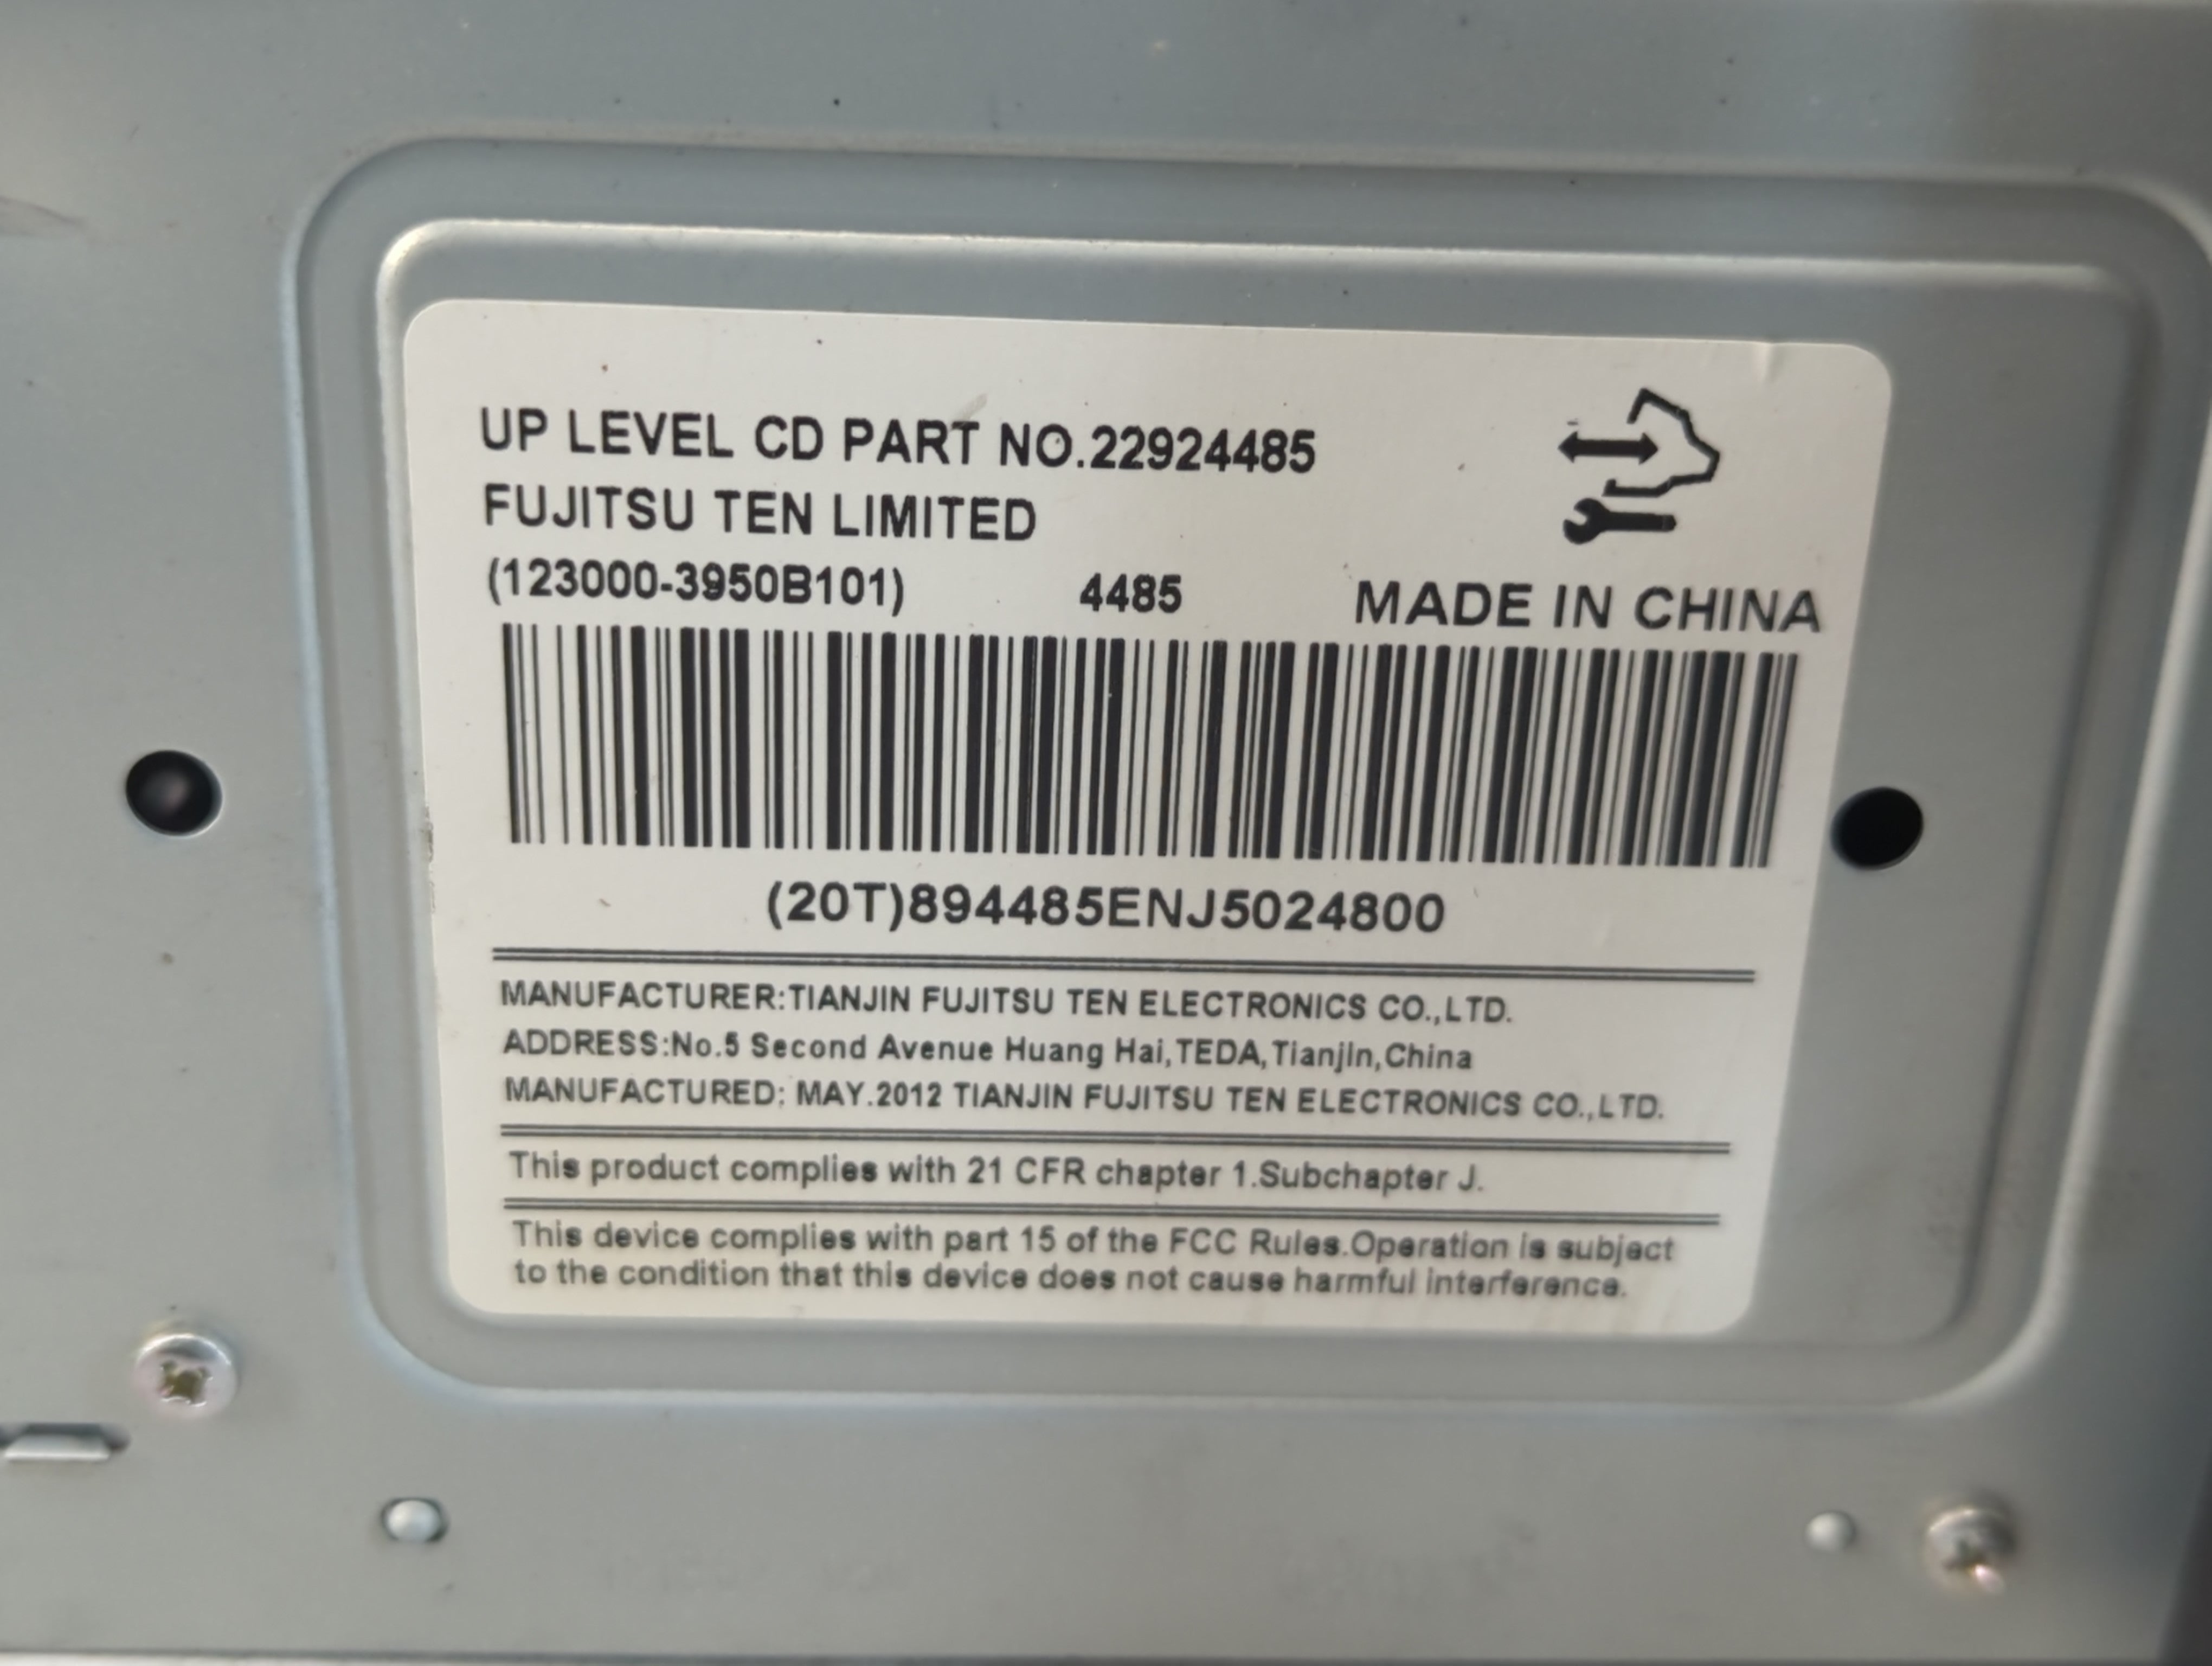 UP LEVEL CD PART NO.22924485
FUJITSU TEN LIMITED
(123000-3950B101) 4485 MADE IN CHINA
(20T)894485ENJ5024800
MANUFACTURER:TIANJIN FUJITSU TEN ELECTRONICS CO.,LTD.
ADDRESS:No.5 Second Avenue Huang Hai,TEDA,Tianjin,China
MANUFACTURED: MAY.2012 TIANJIN FUJITSU TEN ELECTRONICS CO.,LTD.
This product complies with 21 CFR chapter 1.Subchapter J.
This device complies with part 15 of the FCC Rules.Operation is subject
to the condition that this device does not cause harmful interference.